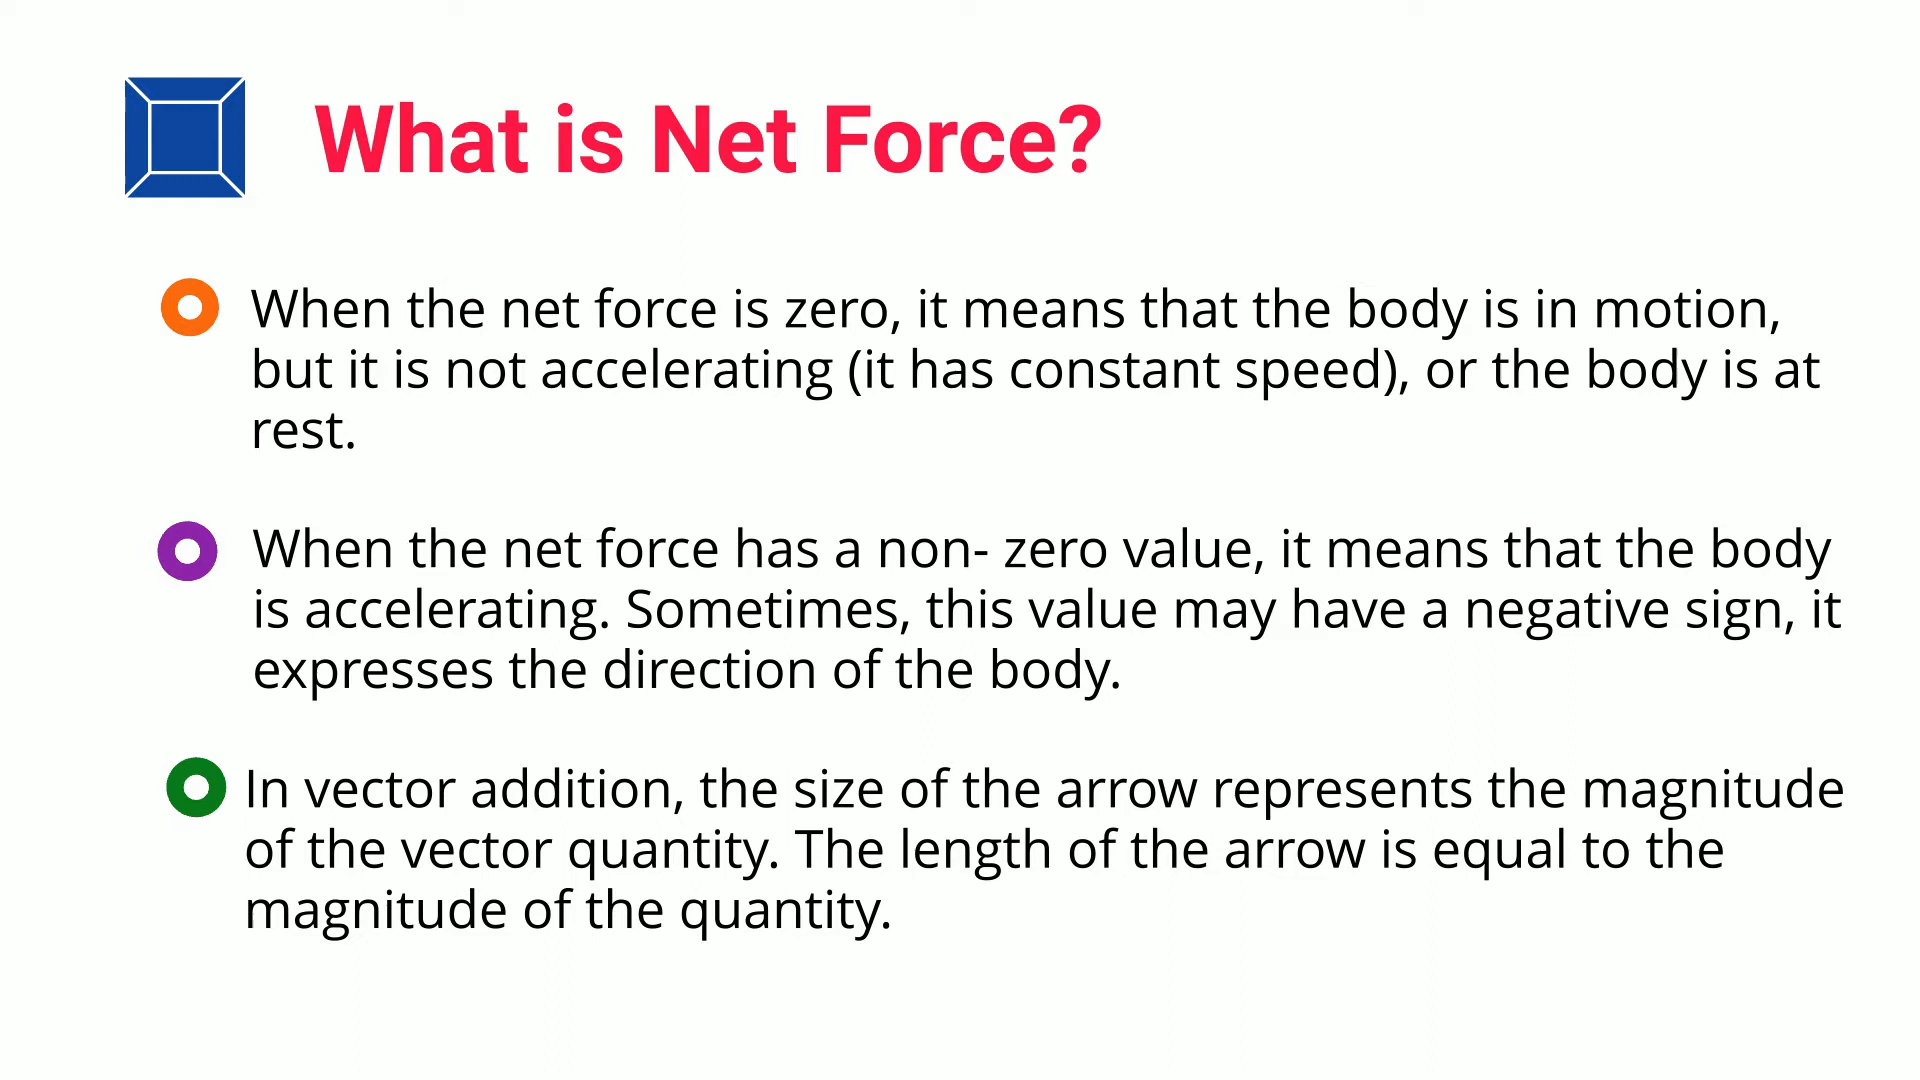 What is Net Force?
When the net force is zero, it means that the body is in motion,
but it is not accelerating (it has constant speed), or the body is at
rest.
When the net force has a non- zero value, it means that the body
is accelerating. Sometimes, this value may have a negative sign, it
expresses the direction of the body.
In vector addition, the size of the arrow represents the magnitude
of the vector quantity. The length of the arrow is equal to the
magnitude of the quantity.